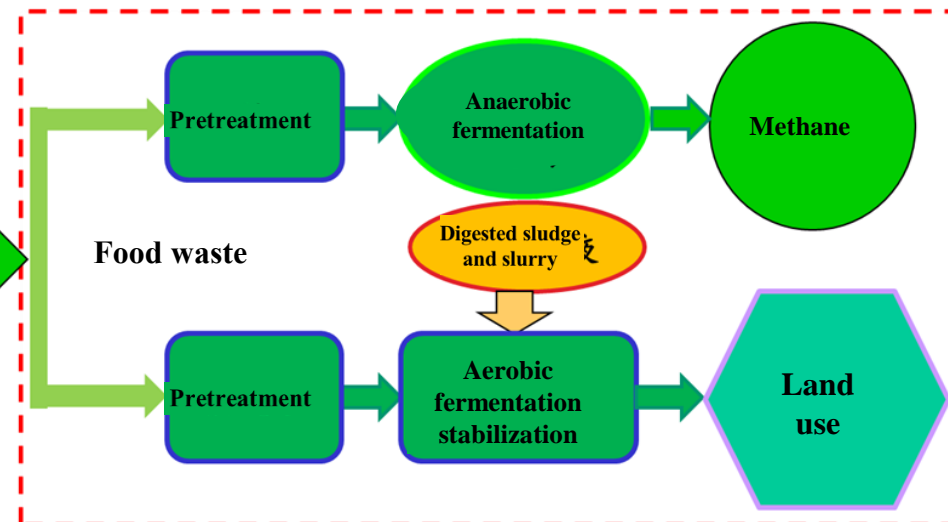 Pretreatment
Anaerobic
fermentation
Methane
Digested sludge
and slurry
Food waste
Pretreatment
Aerobic
fermentation
stabilization
Land
use